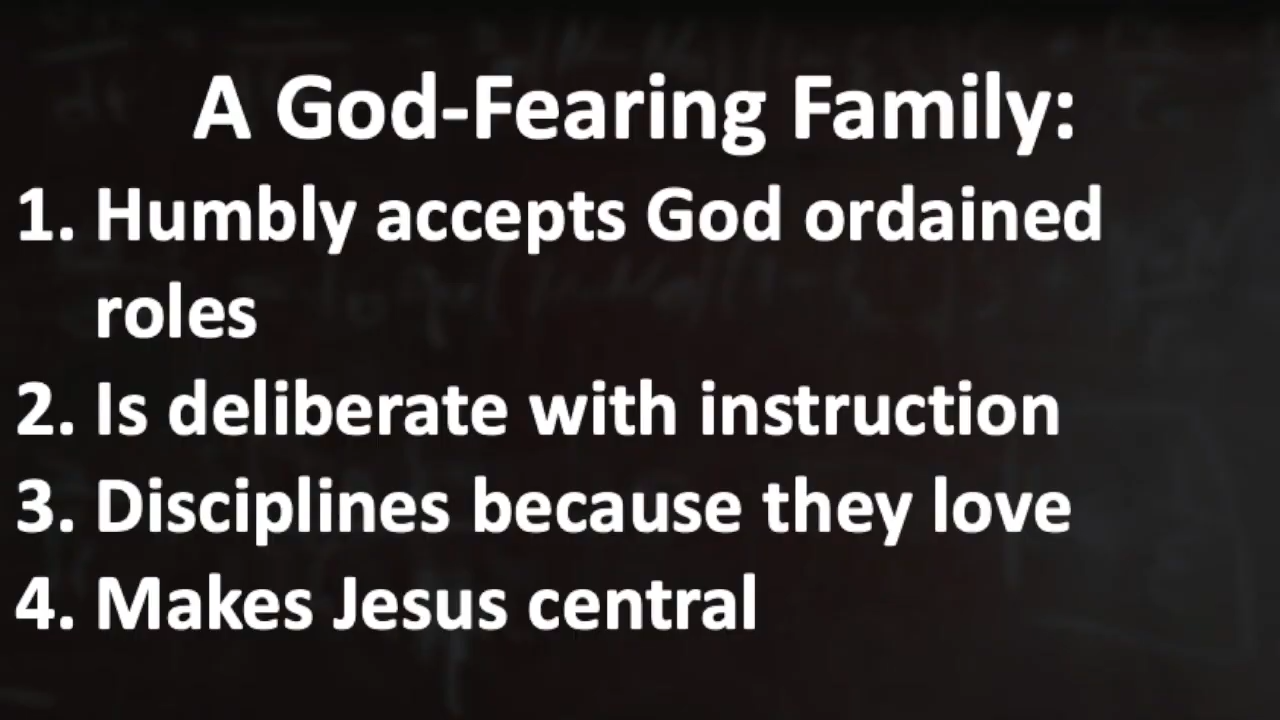 A God-Fearing Family:
1. Humbly accepts God ordained
roles
2. Is deliberate with instruction
3. Disciplines because they love
4. Makes Jesus central